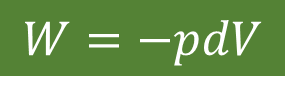 W = −pdV